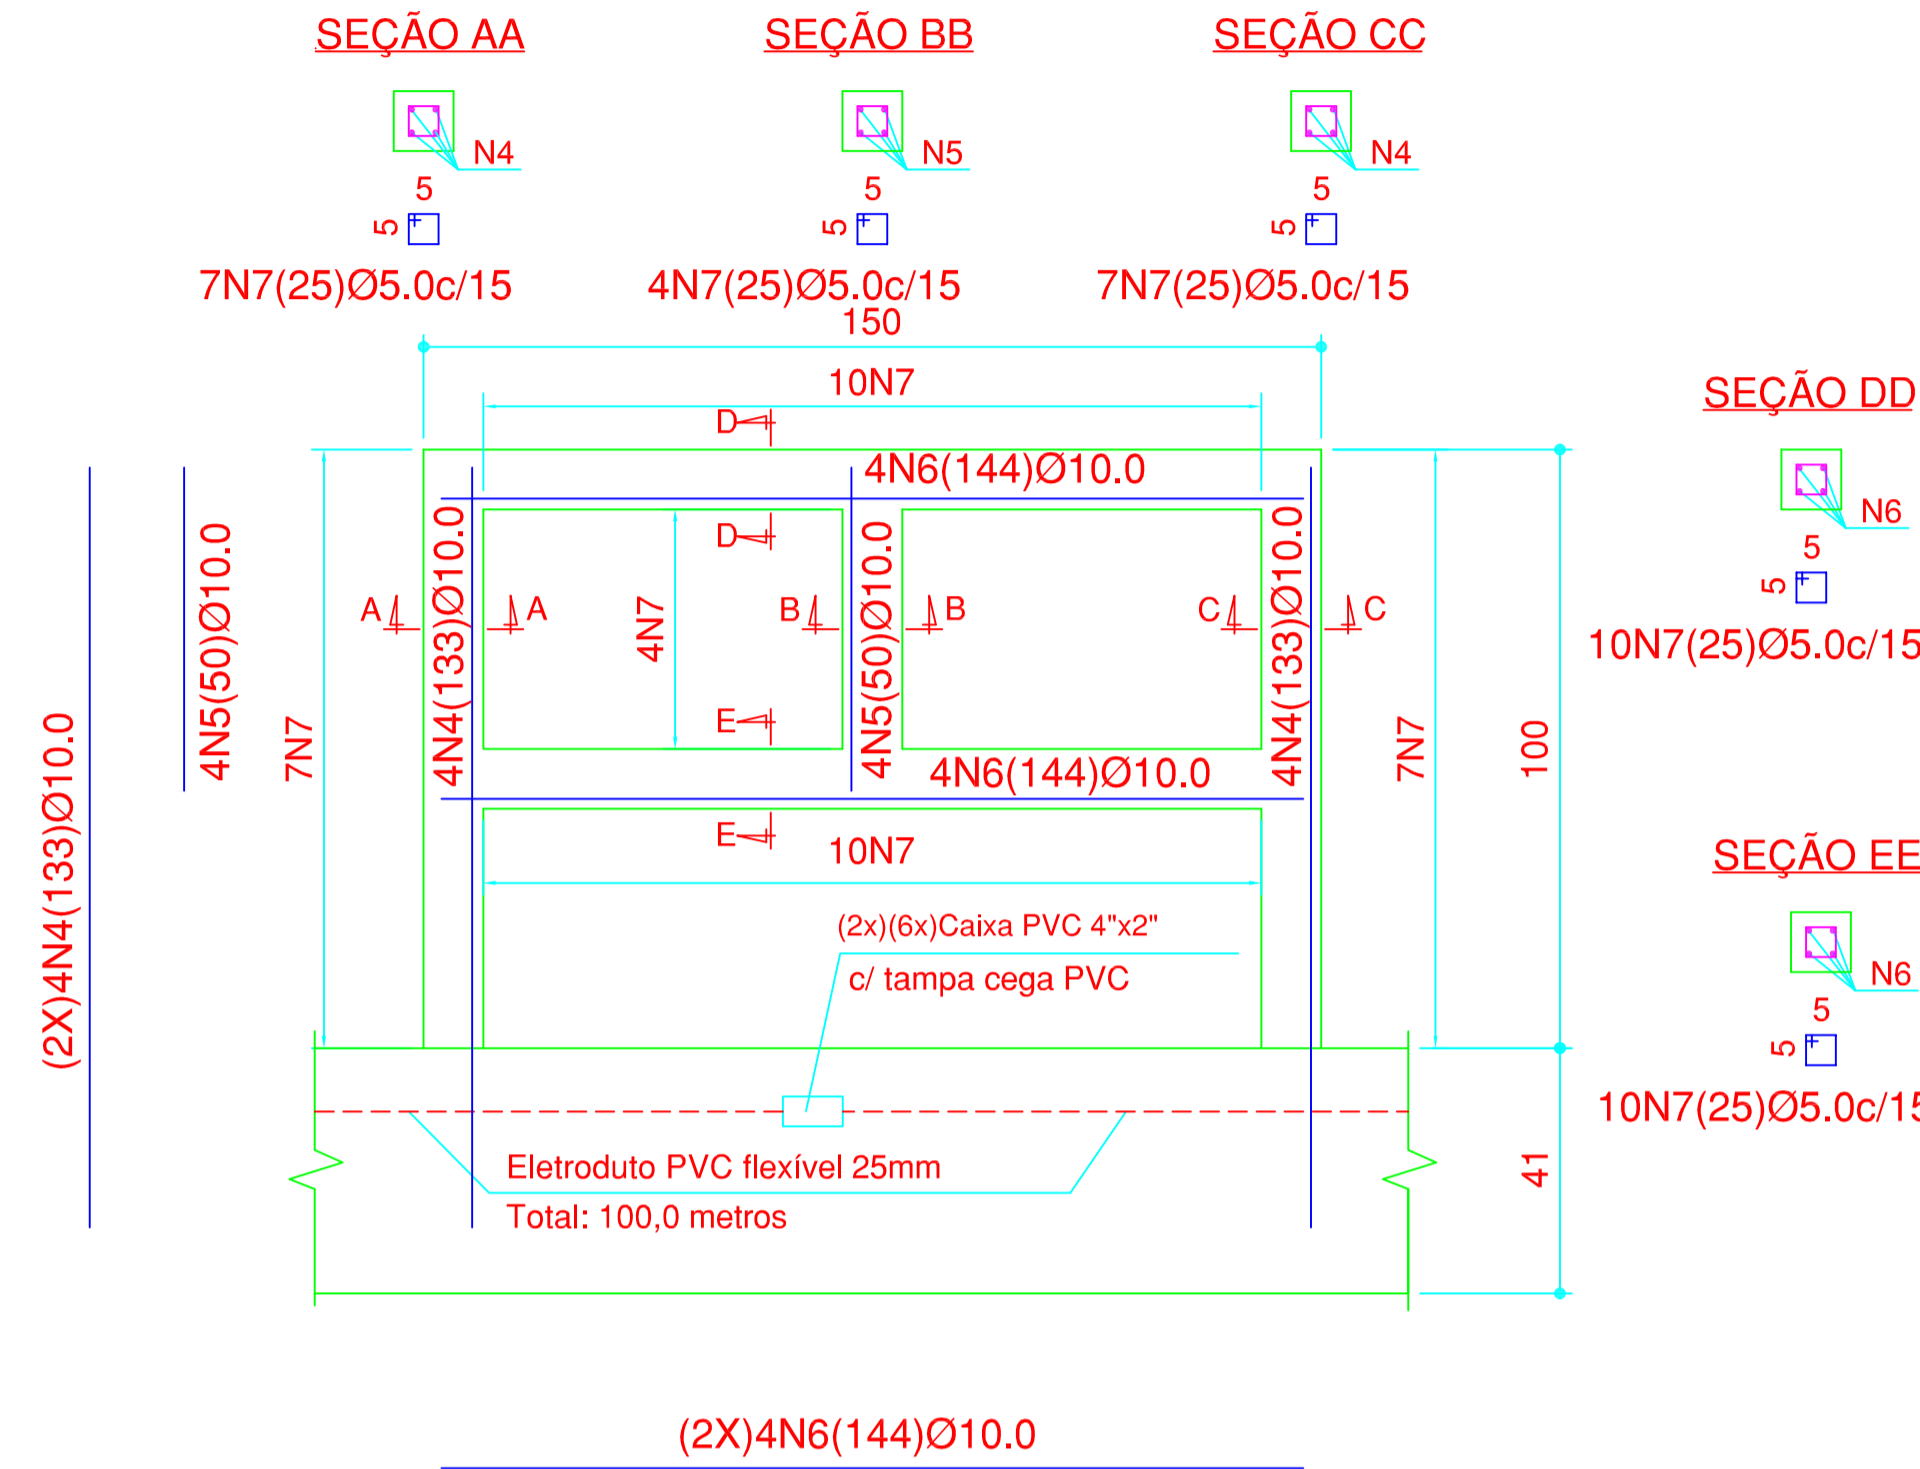 SEÇÃO AA
SEÇÃO BB
SEÇÃO CC
N4
N5
N4
5
5
5
5
5
5
7N7(25)Ø5.0c/15
4N7(25)Ø5.0c/15
7N7(25)Ø5.0c/15
150
10N7
SEÇÃO DD
D
4N6(144)Ø10.0
N6
D
5
5
10N7(25)Ø5.0c/15
4N5(50)Ø10.0
4N4(133)Ø10.0
4N7
4N5(50)Ø10.0
4N4(133)Ø10.0
A
A
B
B
C
C
(2X)4N4(133)Ø10.0
7N7
7N7
100
E
4N6(144)Ø10.0
E
10N7
SEÇÃO EE
(2x)(6x)Caixa PVC 4"x2"
c/ tampa cega PVC
N6
5
5
10N7(25)Ø5.0c/15
Eletroduto PVC flexível 25mm
Total: 100,0 metros
41
(2X)4N6(144)Ø10.0